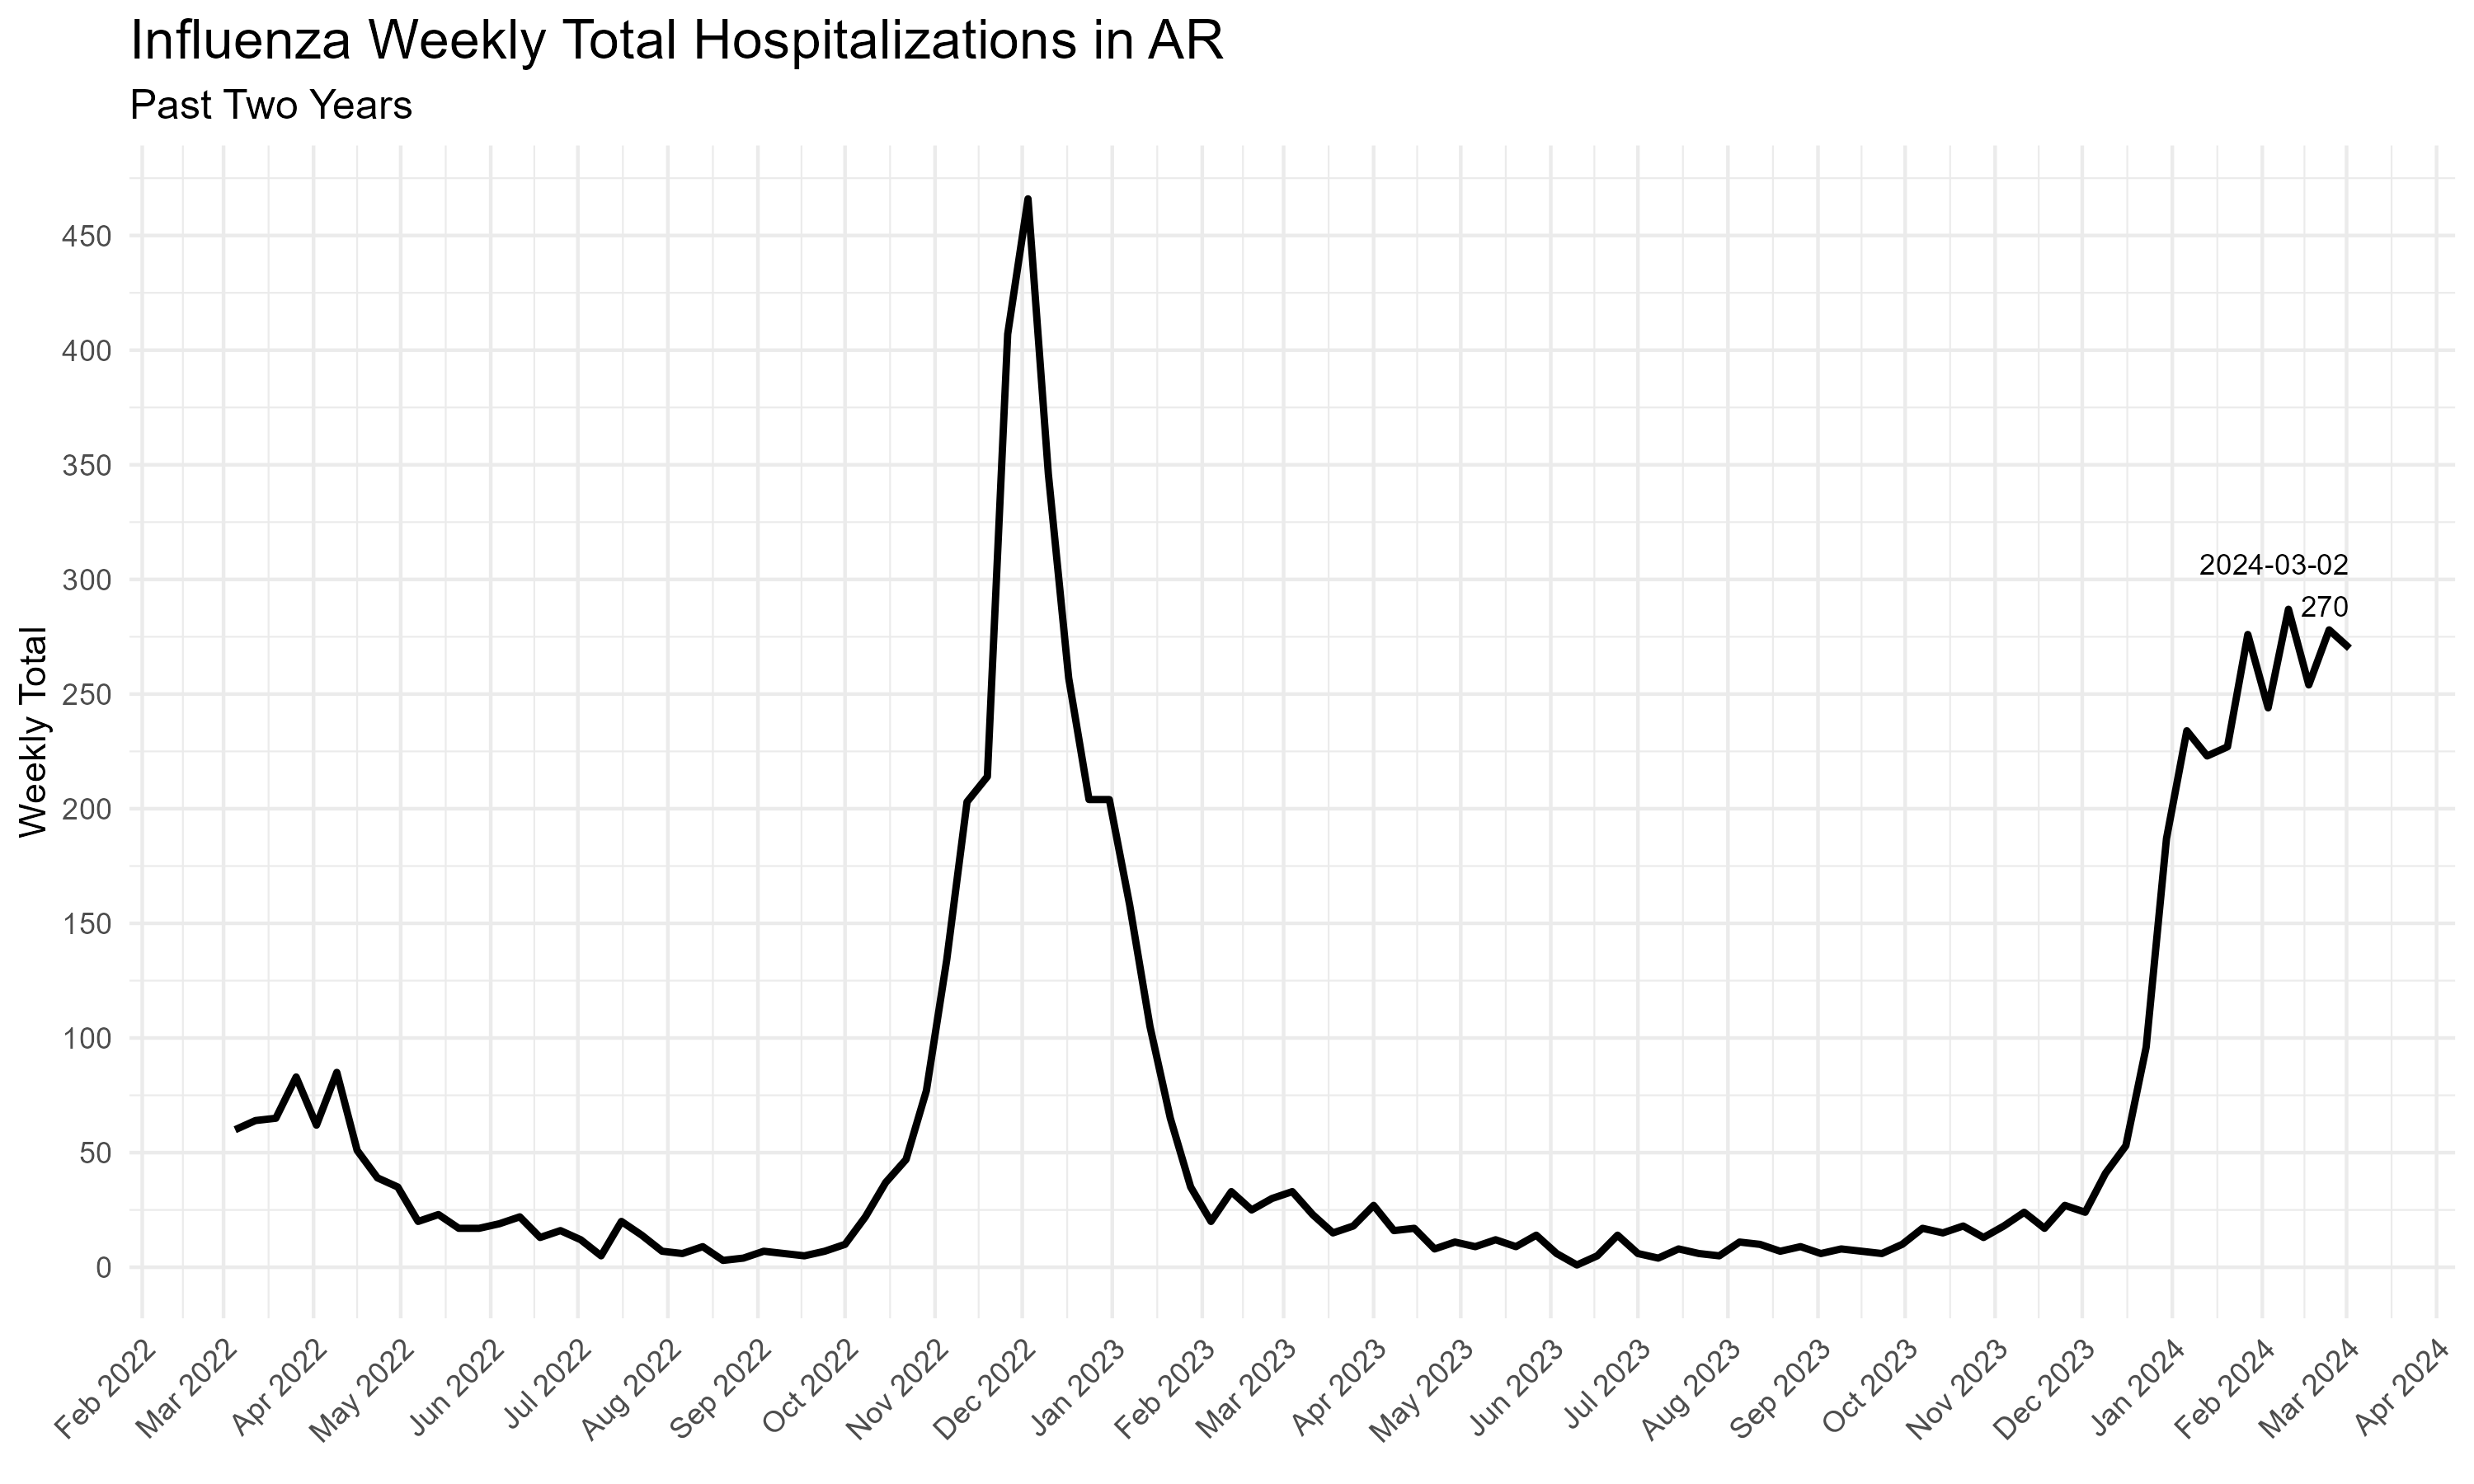 Influenza Weekly Total Hospitalizations in AR
Past Two Years
Weekly Total
450
400
350
300
250
200
150
100
50
0
2024-03-02
270
Feb 2022
Mar 2022
Apr 2022
May 2022
Jun 2022
Jul 2022
Aug 2022
Sep 2022
Oct 2022
Nov 2022
Dec 2022
Jan 2023
Feb 2023
Mar 2023
Apr 2023
May 2023
Jun 2023
Jul 2023
Aug 2023
Sep 2023
Oct 2023
Nov 2023
Dec 2023
Jan 2024
Feb 2024
Mar 2024
Apr 2024